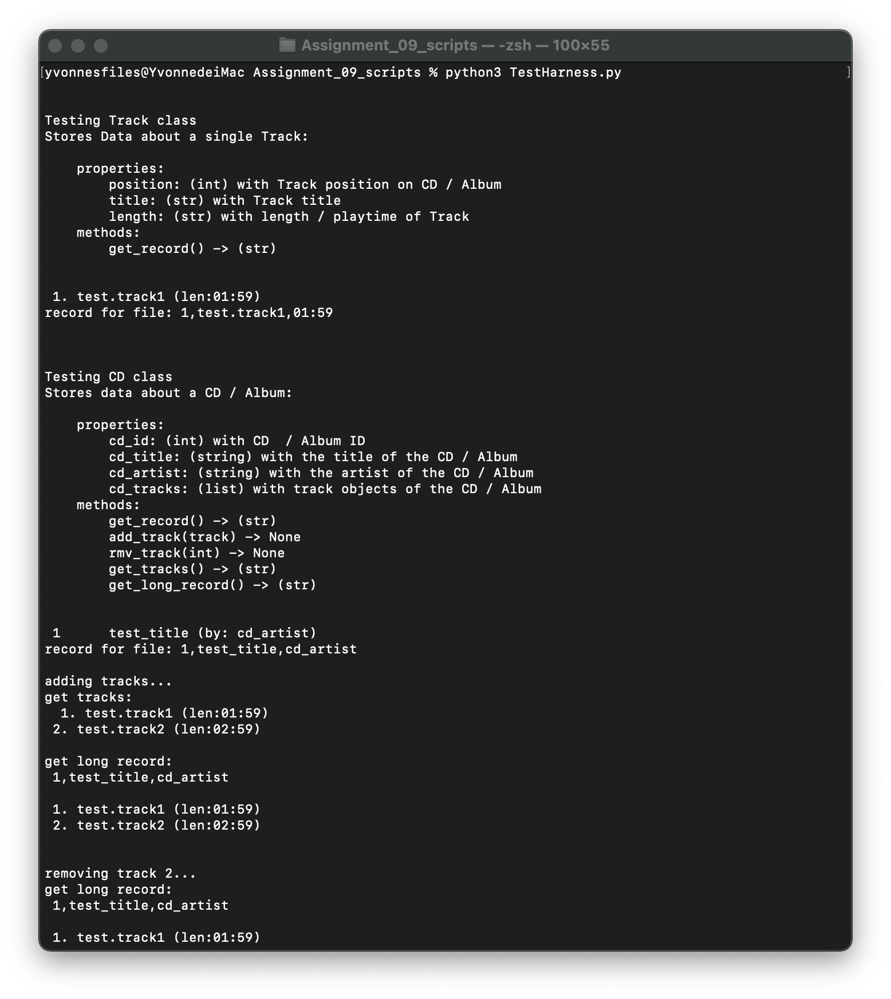 Assignment_09_scripts — -zsh — 100×55
[yvonnesfiles@YvonnedeiMac Assignment_09_scripts % python3 TestHarness.py ]
Testing Track class
Stores Data about a single Track:
properties:
position: (int) with Track position on CD / Album
title: (str) with Track title
length: (str) with length / playtime of Track
methods:
get_record() -> (str)
1. test.track1 (len:01:59)
record for file: 1,test.track1,01:59
Testing CD class
Stores data about a CD / Album:
properties:
cd_id: (int) with CD  / Album ID
cd_title: (string) with the title of the CD / Album
cd_artist: (string) with the artist of the CD / Album
cd_tracks: (list) with track objects of the CD / Album
methods:
get_record() -> (str)
add_track(track) -> None
rmv_track(int) -> None
get_tracks() -> (str)
get_long_record() -> (str)
1      test_title (by: cd_artist)
record for file: 1,test_title,cd_artist
adding tracks...
get tracks:
1. test.track1 (len:01:59)
2. test.track2 (len:02:59)
get long record:
1,test_title,cd_artist
1. test.track1 (len:01:59)
2. test.track2 (len:02:59)
removing track 2...
get long record:
1,test_title,cd_artist
1. test.track1 (len:01:59)